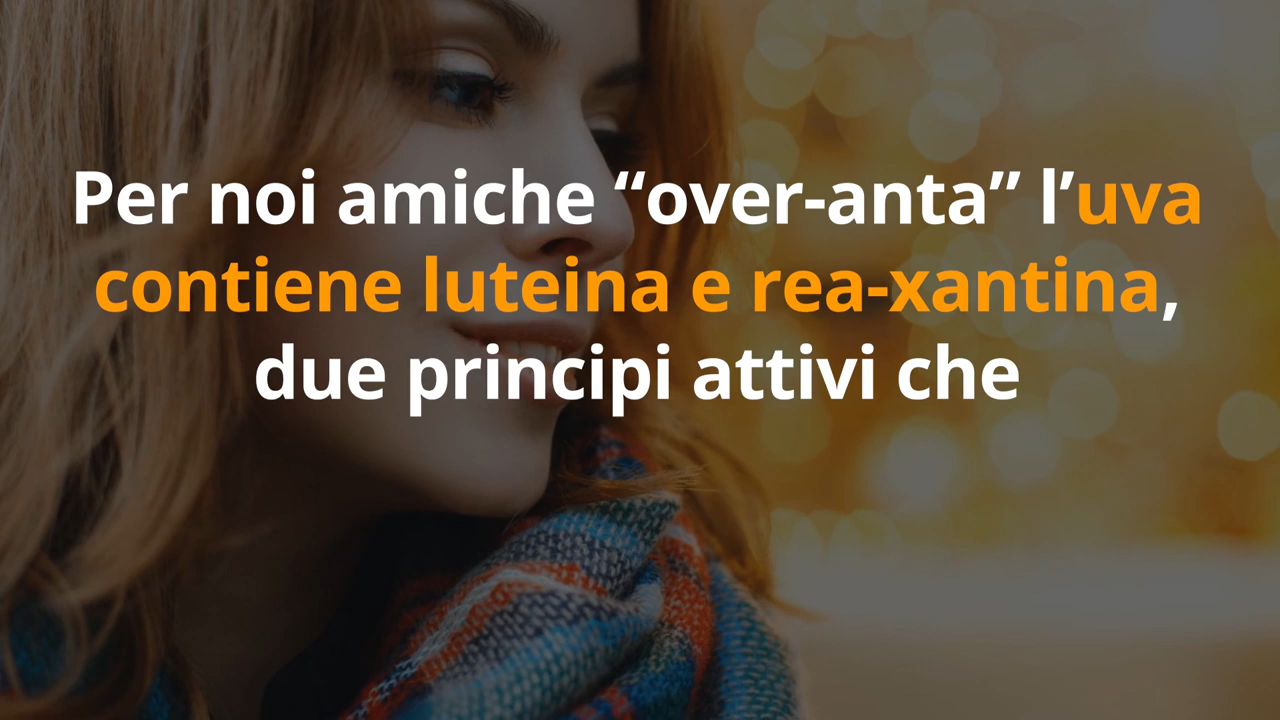 Per noi amiche “over-anta” l’uva
contiene luteina e rea-xantina,
due principi attivi che